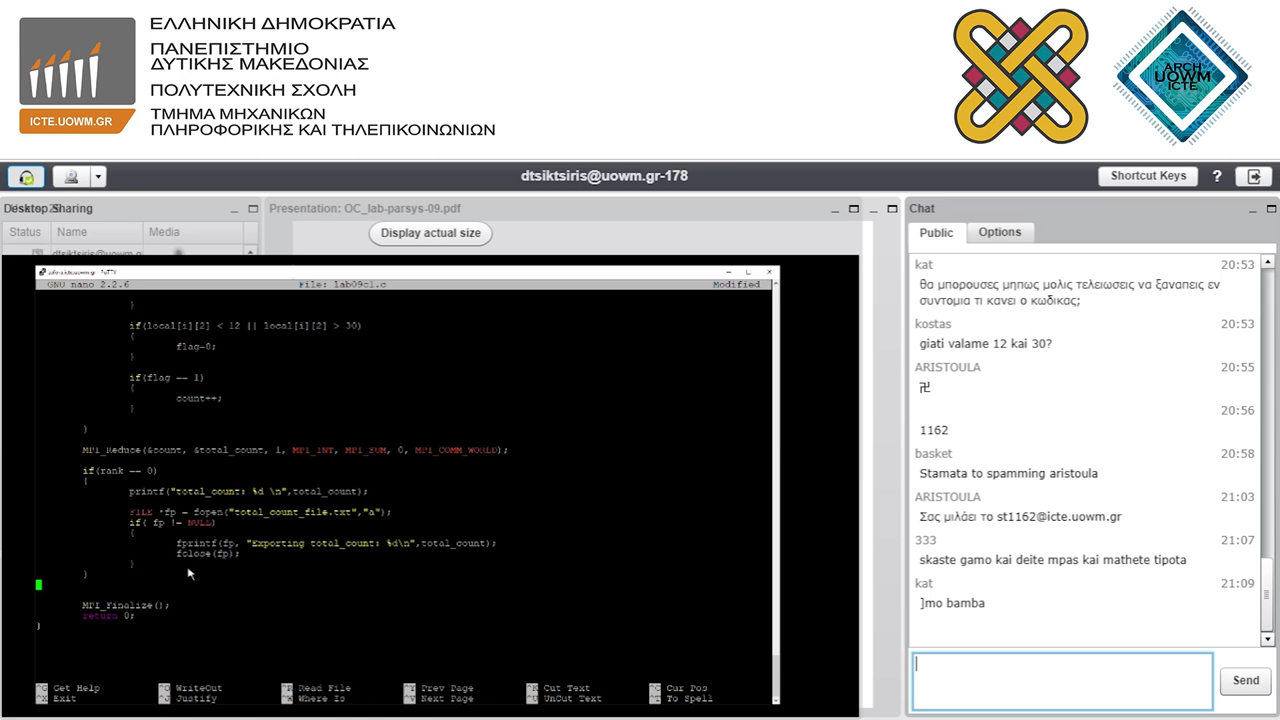 ΕΛΛΗΝΙΚΗ ΔΗΜΟΚΡΑΤΙΑ
ΠΑΝΕΠΙΣΤΗΜΙΟ
ΔΥΤΙΚΗΣ ΜΑΚΕΔΟΝΙΑΣ
ΠΟΛΥΤΕΧΝΙΚΗ ΣΧΟΛΗ
ΤΜΗΜΑ ΜΗΧΑΝΙΚΩΝ
ΠΛΗΡΟΦΟΡΙΚΗΣ ΚΑΙ ΤΗΛΕΠΙΚΟΙΝΩΝΙΩΝ
ICTE.UOWM.GR
ARCH
UOWM
ICTE
dtsiktsiris@uowm.gr-178
Shortcut Keys
?
Desktop Sharing
Presentation: OC_lab-parsys-09.pdf
Status Name Media
Display actual size
GNU nano 2.2.6 File: lab09c1.c Modified
}
if(local[i][2] < 12 || local[i][2] > 30)
{
flag=0;
}
if(flag == 1)
{
count++;
}
}
MPI_Reduce(&count, &total_count, 1, MPI_INT, MPI_SUM, 0, MPI_COMM_WORLD);
if(rank == 0)
{
printf("total_count: %d \n",total_count);
FILE *fp = fopen("total_count_file.txt","a");
if( fp != NULL)
{
fprintf(fp, "Exporting total_count: %d\n",total_count);
fclose(fp);
}
}
MPI_Finalize();
return 0;
}
^G Get Help ^O WriteOut ^R Read File ^Y Prev Page ^K Cut Text ^C Cur Pos
^X Exit ^J Justify ^W Where Is ^V Next Page ^U UnCut Text ^T To Spell
Chat
Public Options
kat 20:53
θα μπορουσες μηπως μολις τελειωσεις να ξαναπεις εν
συντομια τι κανει ο κωδικας;
kostas 20:53
giati valame 12 kai 30?
ARISTOULA 20:55
卍
20:56
1162
basket 20:58
Stamata to spamming aristoula
ARISTOULA 21:03
Σας μιλάει το st1162@icte.uowm.gr
333 21:07
skaste gamo kai deite mpas kai mathete tipota
kat 21:09
]mo bamba
Send